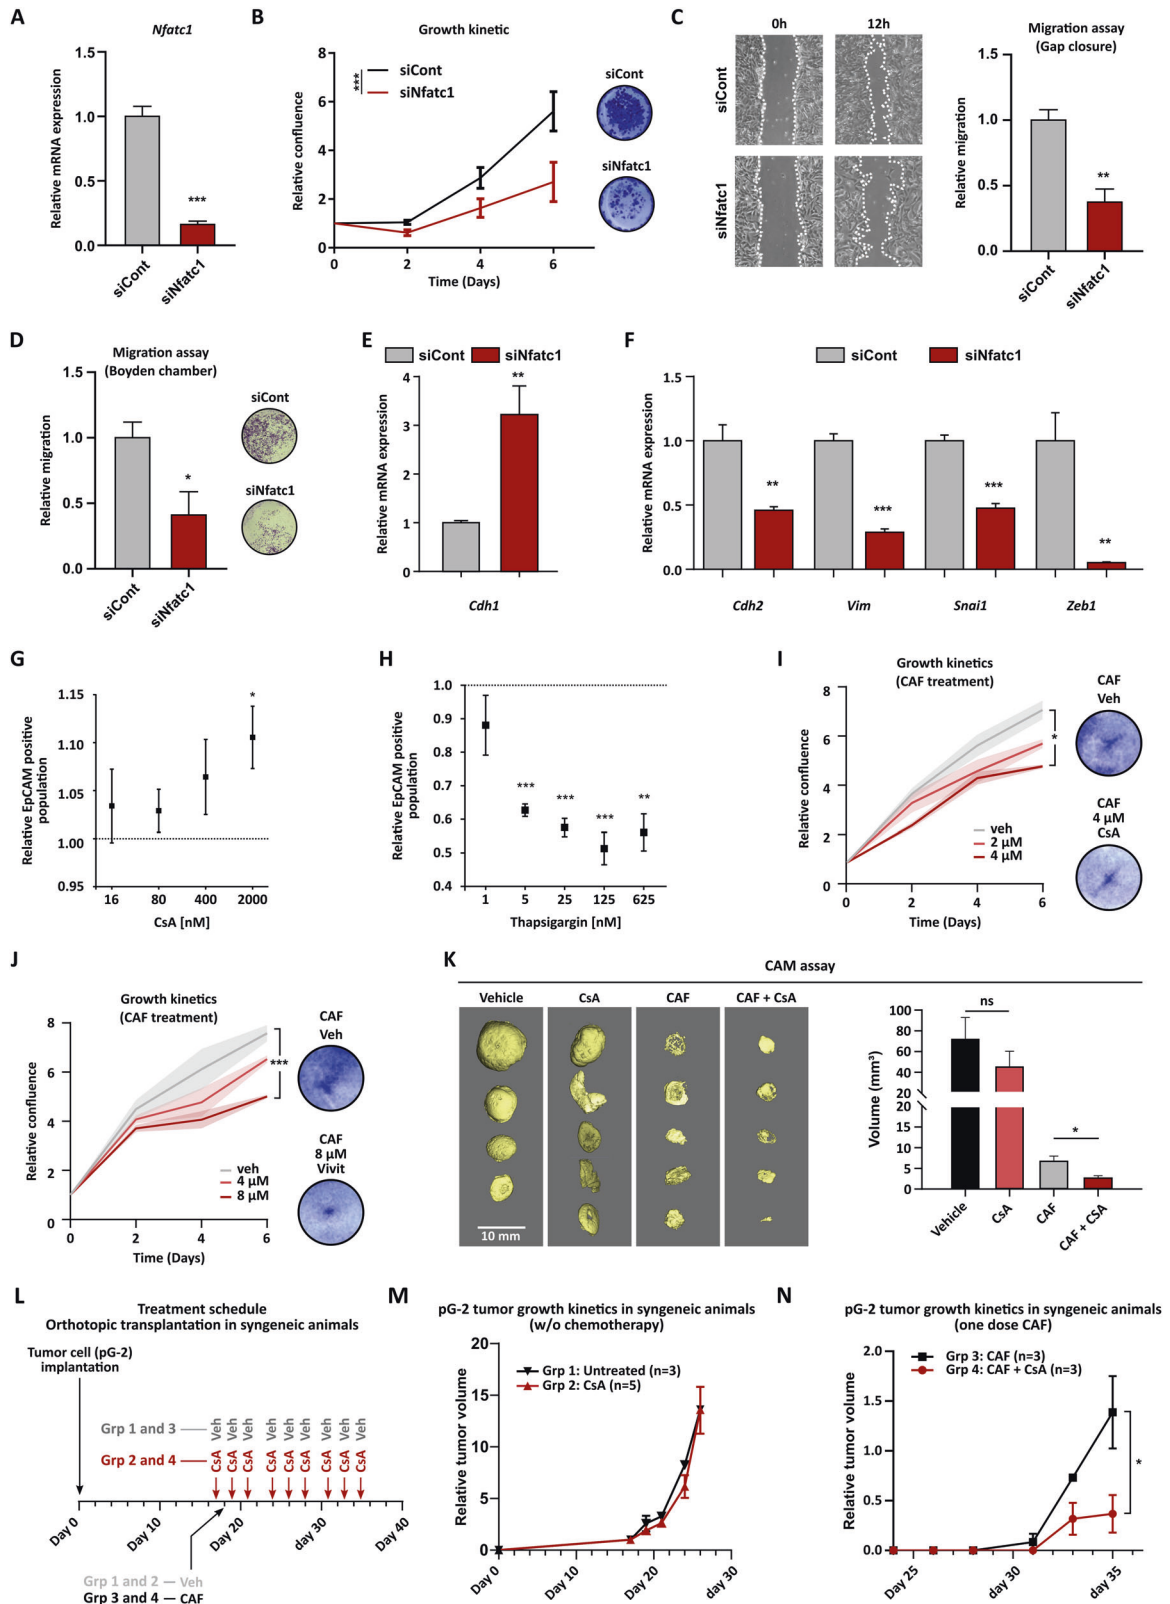 A
Nfatc1
Relative mRNA expression
1.5
1.0
0.5
0.0
***
siCont
siNfatc1
B
Growth kinetic
***
siCont
siNfatc1
Relative confluence
8
6
4
2
0
0 2 4 6
Time (Days)
siCont
siNfatc1
C
0h 12h
siCont
siNfatc1
Migration assay
(Gap closure)
Relative migration
1.5
1.0
0.5
0.0
**
siCont
siNfatc1
D
Migration assay
(Boyden chamber)
Relative migration
1.5
1.0
0.5
0.0
*
siCont
siNfatc1
siCont
siNfatc1
E
siCont siNfatc1
Relative mRNA expression
4
3
2
1
0
**
Cdh1
F
siCont siNfatc1
Relative mRNA expression
1.5
1.0
0.5
0.0
** *** *** **
Cdh2 Vim Snai1 Zeb1
G
Relative EpCAM positive
population
1.15
1.10
1.05
1.00
0.95
*
16 80 400 2000
CsA [nM]
H
Relative EpCAM positive
population
1.0
0.9
0.8
0.7
0.6
0.5
0.4
*** *** *** **
1 5 25 125 625
Thapsigargin [nM]
I
Growth kinetics
(CAF treatment)
Relative confluence
8
6
4
2
0
*
veh
2 µM
4 µM
0 2 4 6
Time (Days)
CAF
Veh
CAF
4 µM
CsA
J
Growth kinetics
(CAF treatment)
Relative confluence
8
6
4
2
0
***
veh
4 µM
8 µM
0 2 4 6
Time (Days)
CAF
Veh
CAF
8 µM
Vivit
K
CAM assay
Vehicle CsA CAF CAF + CsA
10 mm
Volume (mm³)
100
80
60
40
20
20
15
10
5
0
ns
*
Vehicle
CsA
CAF
CAF + CSA
L
Treatment schedule
Orthotopic transplantation in syngeneic animals
Tumor cell (pG-2)
implantation
Grp 1 and 3 Veh Veh Veh Veh Veh Veh Veh Veh Veh
Grp 2 and 4 CsA CsA CsA CsA CsA CsA CsA CsA CsA
Day 0 Day 10 Day 20 day 30 Day 40
Grp 1 and 2 — Veh
Grp 3 and 4 — CAF
M
pG-2 tumor growth kinetics in syngeneic animals
(w/o chemotherapy)
Relative tumor volume
20
15
10
5
0
Grp 1: Untreated (n=3)
Grp 2: CsA (n=5)
Day 0 day 10 day 20 day 30
N
pG-2 tumor growth kinetics in syngeneic animals
(one dose CAF)
Relative tumor volume
2.0
1.5
1.0
0.5
0.0
Grp 3: CAF (n=3)
Grp 4: CAF + CsA (n=3)
*
Day 25 day 30 day 35